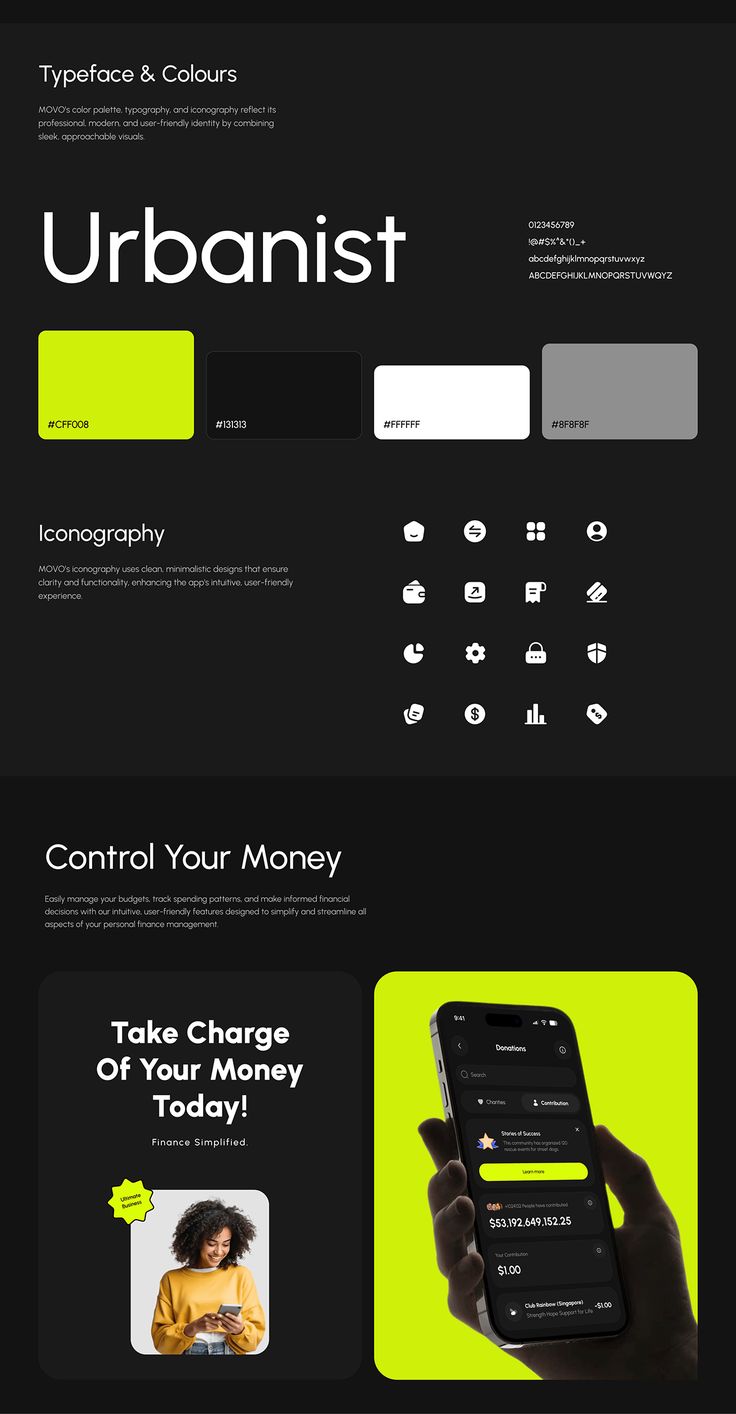 Typeface & Colours
MOVO's color palette, typography, and iconography reflect its
professional, modern, and user-friendly identity by combining
sleek, approachable visuals.
Urbanist
0123456789
!@#$%^&*()_+
abcdefghijklmnopqrstuvwxyz
ABCDEFGHIJKLMNOPQRSTUVWQYZ
#CFF008
#131313
#FFFFFF
#8F8F8F
Iconography
MOVO's iconography uses clean, minimalistic designs that ensure
clarity and functionality, enhancing the app's intuitive, user-friendly
experience.
Control Your Money
Easily manage your budgets, track spending patterns, and make informed financial
decisions with our intuitive, user-friendly features designed to simplify and streamline all
aspects of your personal finance management.
Take Charge
Of Your Money
Today!
Finance Simplified.
Ultimate
Business
9:41
Donations
Search
Charities
Contribution
Stories of Success
This community has organized 120
rescue events for street dogs.
Learn more
People have contributed
$53,192,649,152.25
Your Contribution
$1.00
Club Rainbow (Singapore)
-$1.00
Strength Hope Support for Life